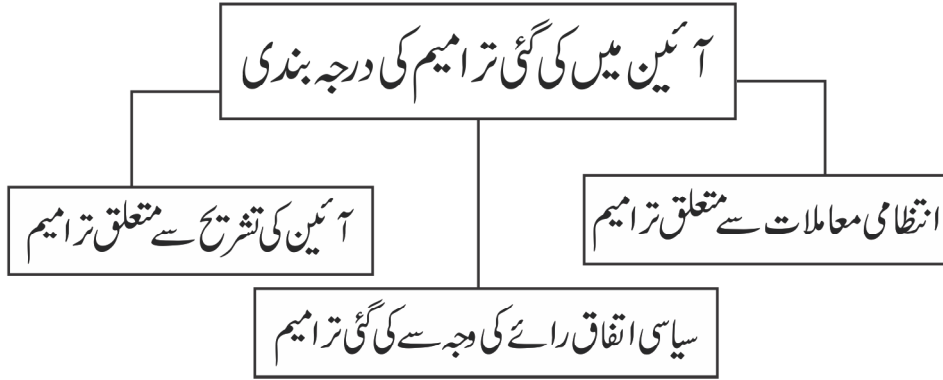 آئین میں کی گئی ترامیم کی درجہ بندی
انتظامی معاملات سے متعلق ترامیم
آئین کی تشریح سے متعلق ترامیم
سیاسی اتفاق رائے کی وجہ سے کی گئی ترامیم